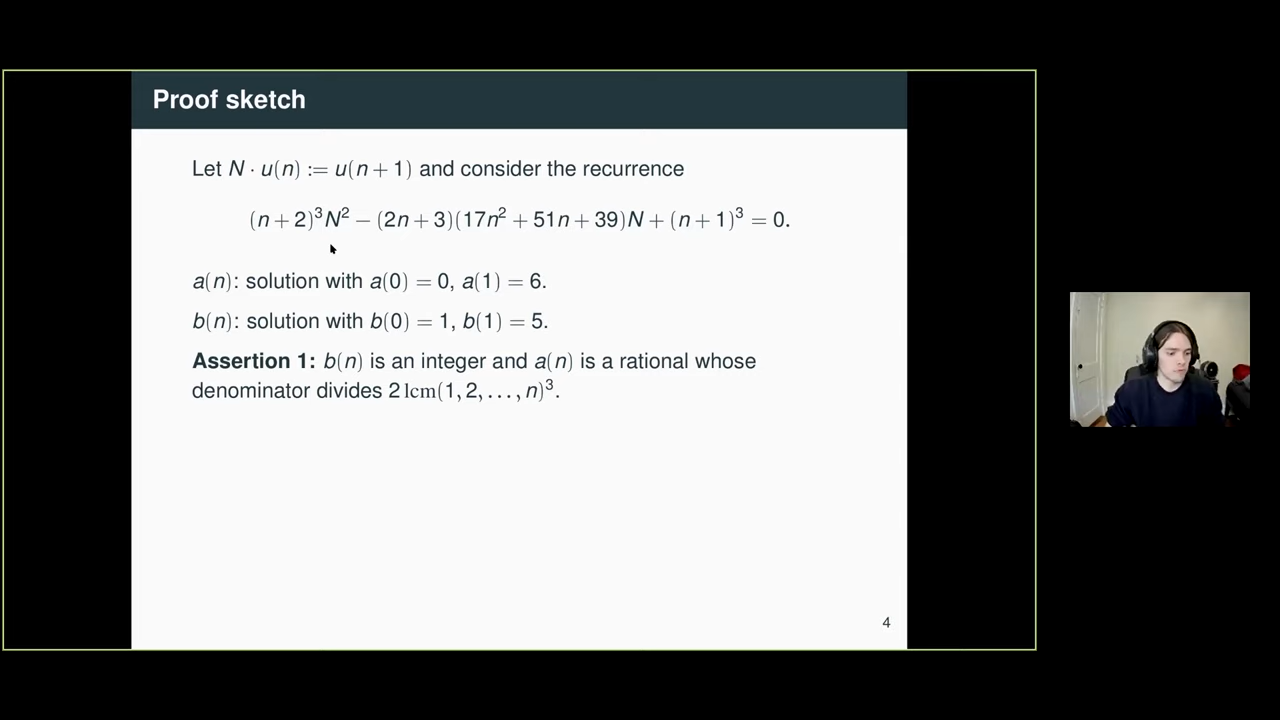 Proof sketch
Let N · u(n) := u(n + 1) and consider the recurrence
(n + 2)³N² − (2n + 3)(17n² + 51n + 39)N + (n + 1)³ = 0.
a(n): solution with a(0) = 0, a(1) = 6.
b(n): solution with b(0) = 1, b(1) = 5.
Assertion 1: b(n) is an integer and a(n) is a rational whose
denominator divides 2 lcm(1, 2, . . . , n)³.
4